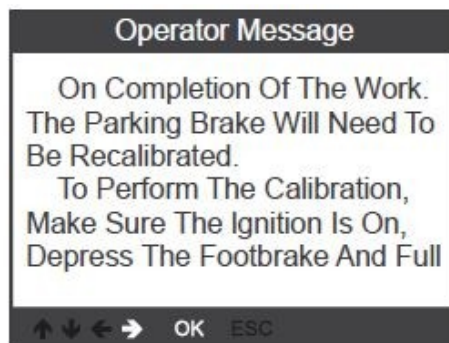 Operator Message
On Completion Of The Work.
The Parking Brake Will Need To
Be Recalibrated.
To Perform The Calibration,
Make Sure The Ignition Is On,
Depress The Footbrake And Full
OK ESC